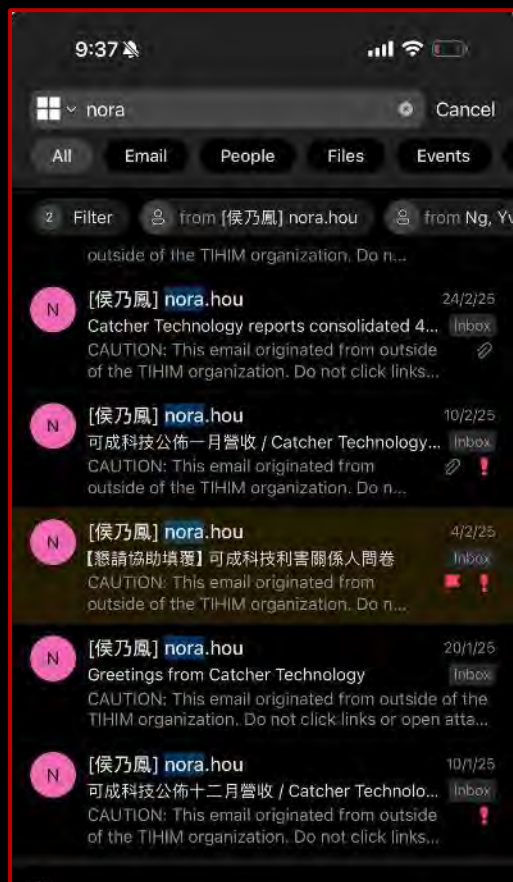 9:37
nora
Cancel
All Email People Files Events
2 Filter from [侯乃鳳] nora.hou from Ng, Yv
outside of the TIHIM organization. Do n...
N [侯乃鳳] nora.hou 24/2/25
Catcher Technology reports consolidated 4... Inbox
CAUTION: This email originated from outside
of the TIHIM organization. Do not click links...
N [侯乃鳳] nora.hou 10/2/25
可成科技公佈一月營收 / Catcher Technology... Inbox
CAUTION: This email originated from
outside of the TIHIM organization. Do n...
N [侯乃鳳] nora.hou 4/2/25
【懇請協助填覆】可成科技利害關係人問卷 Inbox
CAUTION: This email originated from
outside of the TIHIM organization. Do n...
N [侯乃鳳] nora.hou 20/1/25
Greetings from Catcher Technology Inbox
CAUTION: This email originated from outside of the
TIHIM organization. Do not click links or open atta...
N [侯乃鳳] nora.hou 10/1/25
可成科技公佈十二月營收 / Catcher Technolo... Inbox
CAUTION: This email originated from outside
of the TIHIM organization. Do not click links...